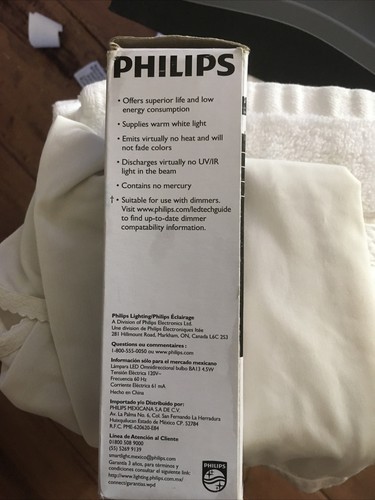 PHILIPS
• Offers superior life and low
energy consumption
• Supplies warm white light
• Emits virtually no heat and will
not fade colors
• Discharges virtually no UV/IR
light in the beam
• Contains no mercury
†• Suitable for use with dimmers.
Visit www.philips.com/ledtechguide
to find up-to-date dimmer
compatability information.
Philips Lighting/Philips Éclairage
A Division of Philips Electronics Ltd.
Une division de Philips Electroniques ltée
281 Hillmount Road, Markham, ON, Canada L6C 2S3
Questions ou commentaires :
1-800-555-0050 ou www.philips.com
Información sólo para el mercado mexicano
Lámpara LED Omnidirectional bulbo BA13 4,5W
Tensión Eléctrica 120V~
Frecuencia 60 Hz
Corriente Eléctrica 61 mA
Hecho en China
Importado y/o Distribuido por:
PHILIPS MEXICANA S.A DE C.V.
Av. La Palma No. 6, Col. San Fernando La Herradura
Huixquilucan Estado de México CP. 52784
R.F.C. PME-620620-E84
Línea de Atención al Cliente
01800 508 9000
(55) 5269 9139
smartlight.mexico@philips.com
Garantía 3 años, para términos y
condiciones consultar el siguiente link:
http://www.lighting.philips.com.mx/
connect/garantias.wpd
PHILIPS